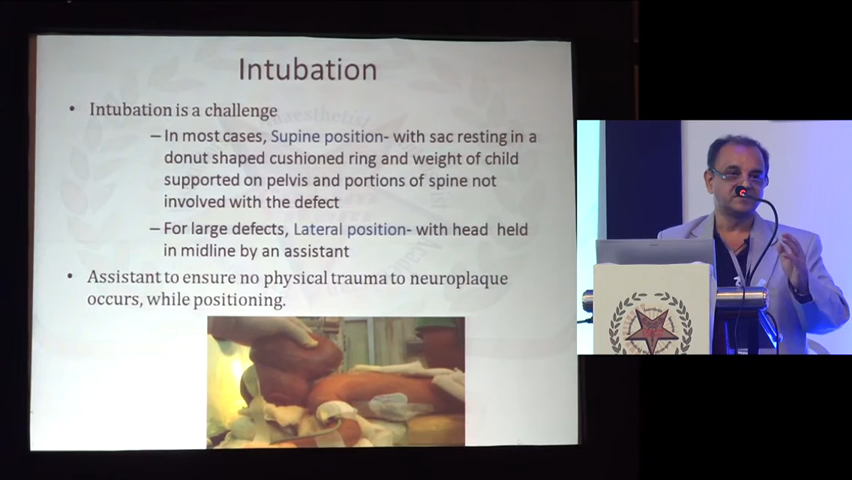 Intubation
• Intubation is a challenge
– In most cases, Supine position- with sac resting in a
donut shaped cushioned ring and weight of child
supported on pelvis and portions of spine not
involved with the defect
– For large defects, Lateral position- with head held
in midline by an assistant
• Assistant to ensure no physical trauma to neuroplaque
occurs, while positioning.